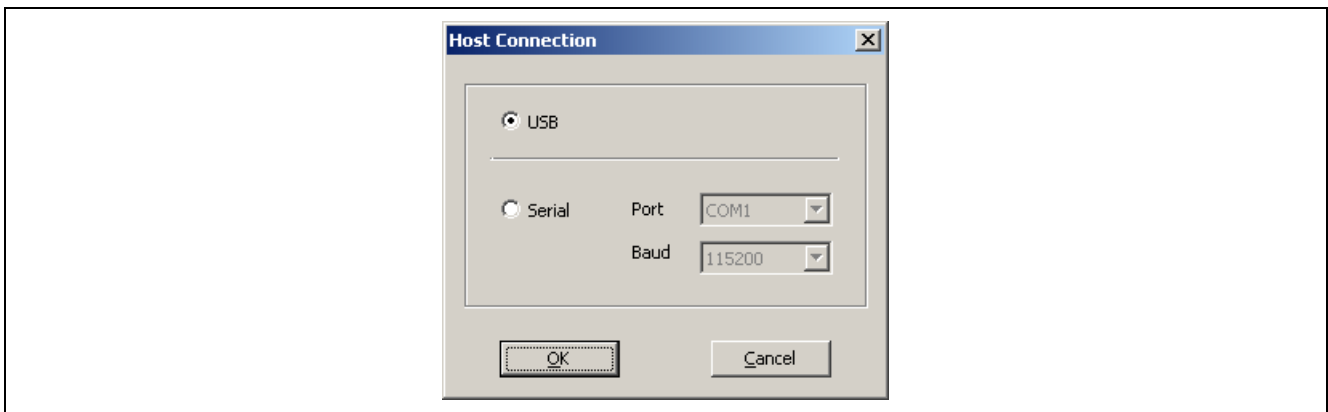 Host Connection
USB
Serial Port COM1
Baud 115200
OK Cancel